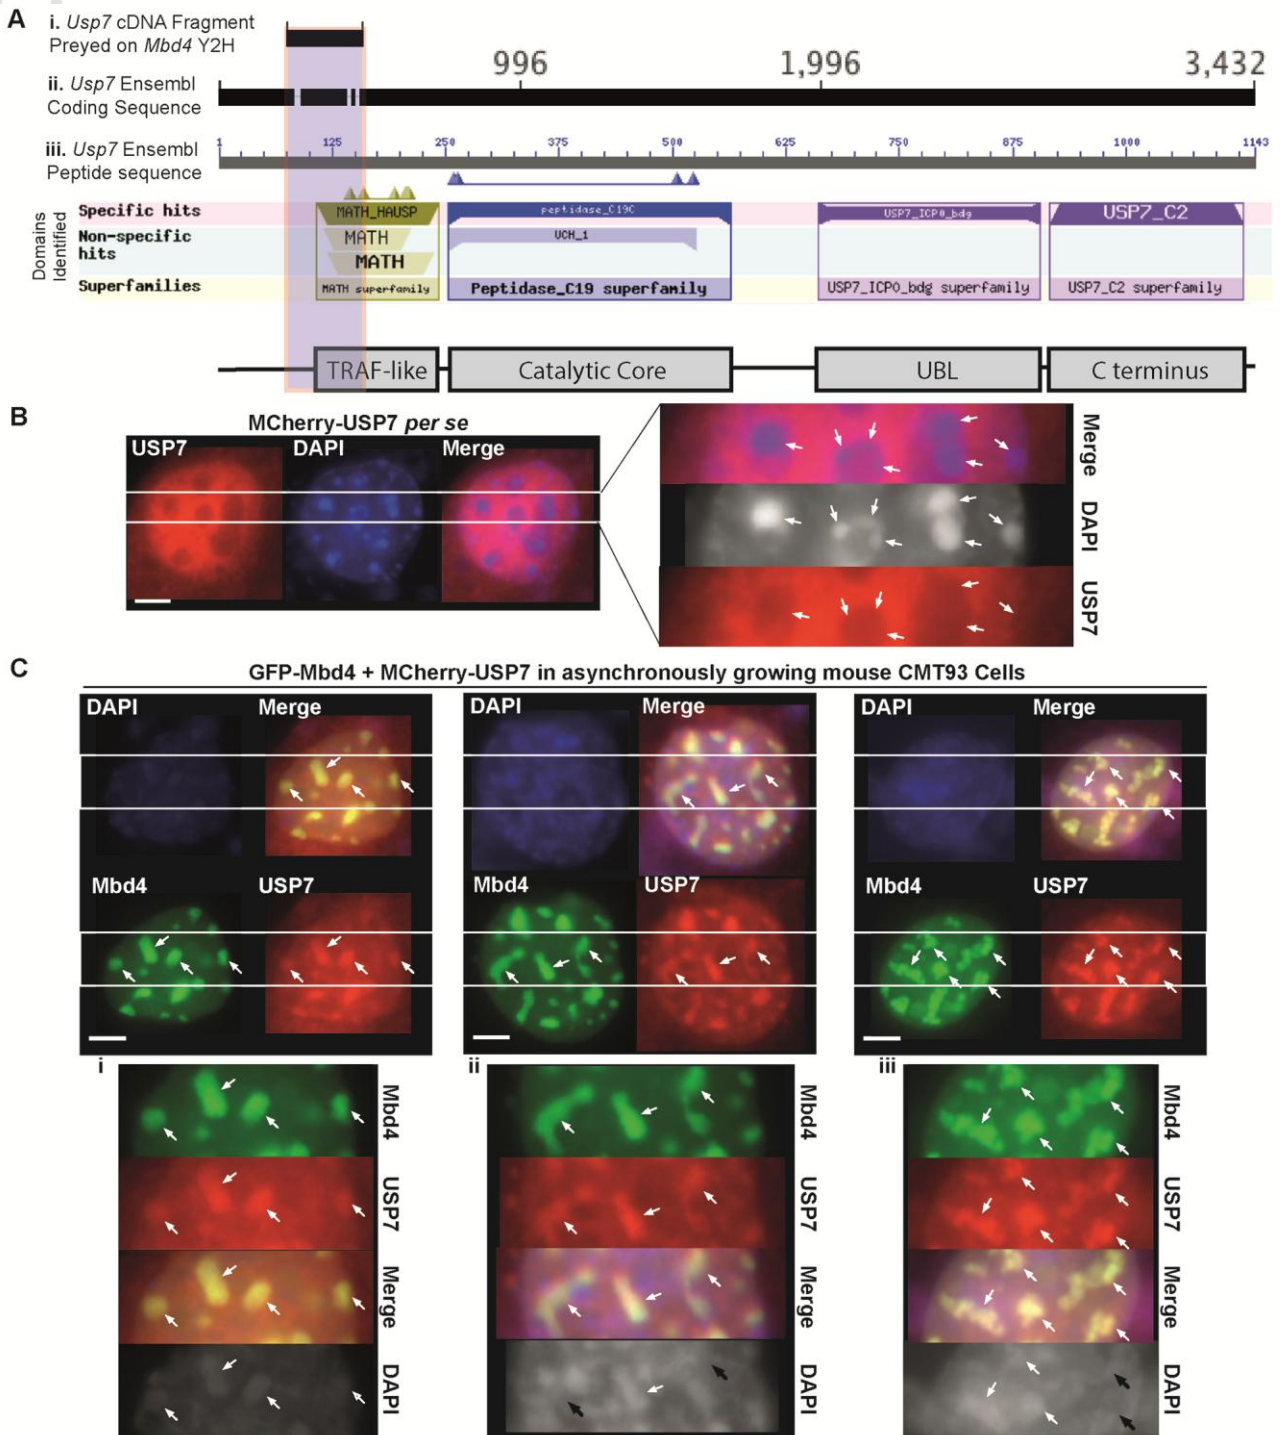 A
i. Usp7 cDNA Fragment
Preyed on Mbd4 Y2H
996 1,996 3,432
ii. Usp7 Ensembl
Coding Sequence
iii. Usp7 Ensembl
Peptide sequence
1 125 250 375 500 625 750 875 1000 1143
Domains
Identified
Specific hits
MATH_HAUSP peptidase_C19C USP7_ICP0_bdg USP7_C2
Non-specific
hits
MATH UCH_1
MATH
Superfamilies
MATH superfamily Peptidase_C19 superfamily USP7_ICP0_bdg superfamily USP7_C2 superfamily
TRAF-like Catalytic Core UBL C terminus
B
MCherry-USP7 per se
USP7 DAPI Merge
Merge
DAPI
USP7
C
GFP-Mbd4 + MCherry-USP7 in asynchronously growing mouse CMT93 Cells
DAPI Merge DAPI Merge DAPI Merge
Mbd4 USP7 Mbd4 USP7 Mbd4 USP7
i ii iii
Mbd4 Mbd4 Mbd4
USP7 USP7 USP7
Merge Merge Merge
DAPI DAPI DAPI